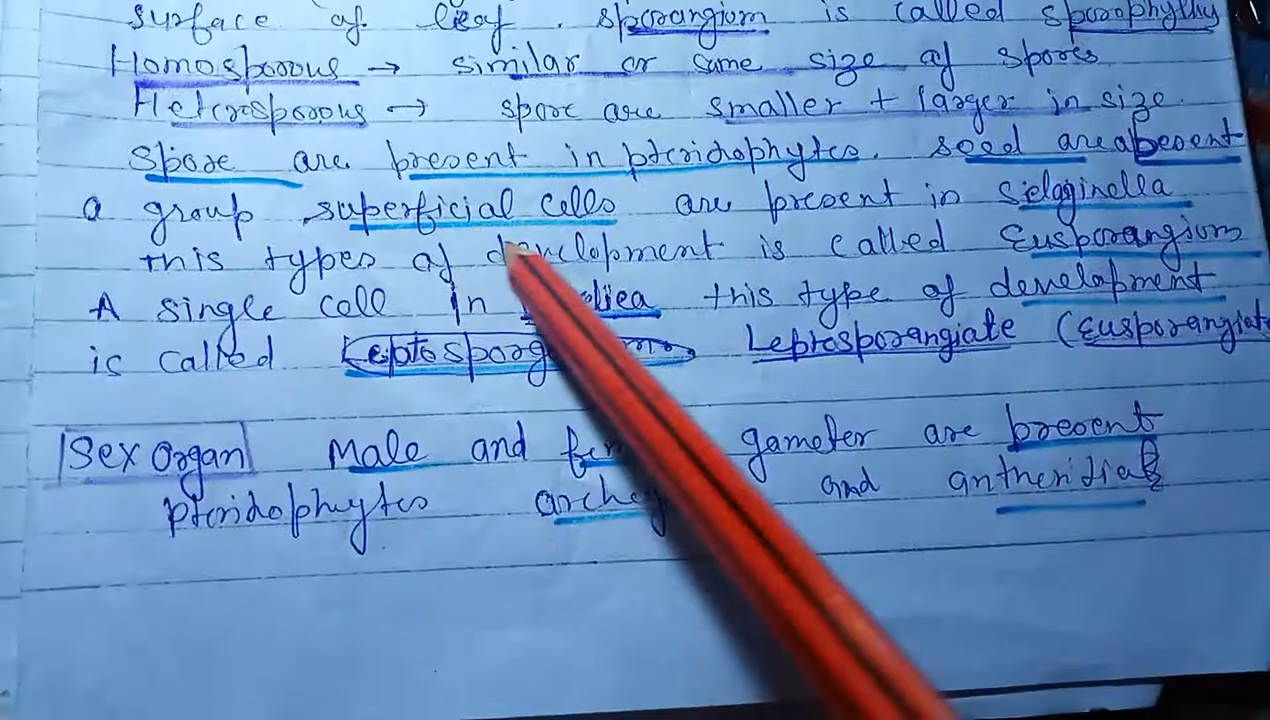 surface of leaf . sporangium is called sporophylhy
Homosporous → similar or same size of spores
Hetrosporous → spore are smaller + larger in size.
Spore are present in pteridophytes. seed are absent
a group superficial cells are present in Selgginella
this types of development is called Eusporangium
A single cell in this type of development
is called Leptosporangiate (Eusporangiate
Sex Organ Male and gameter are present
pteridophytes and antheridia